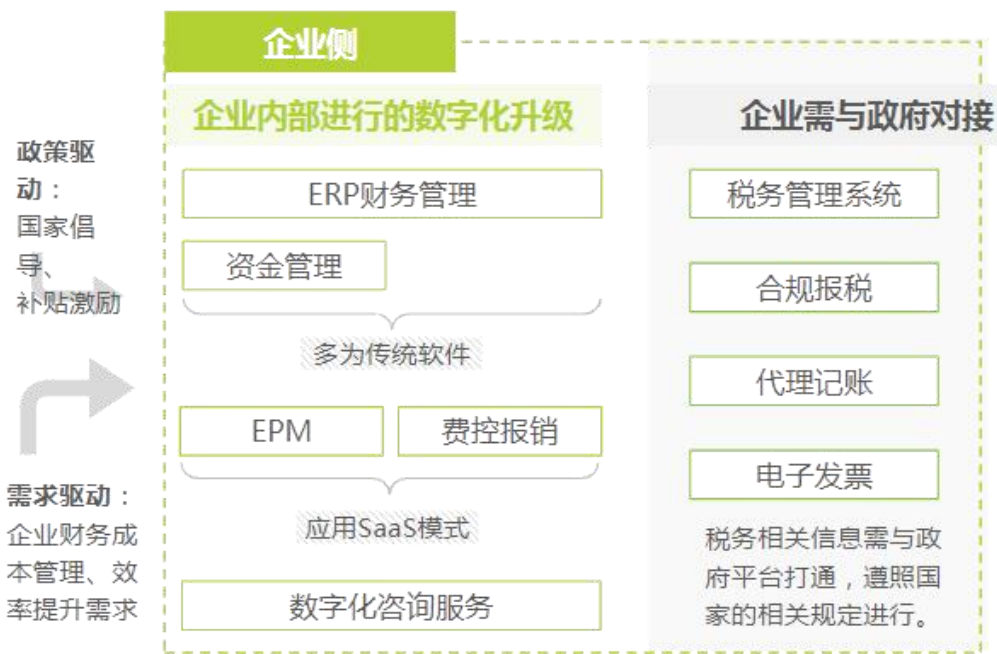 企业侧
企业内部进行的数字化升级
企业需与政府对接
政策驱
动：
国家倡
导、
补贴激励
ERP财务管理
资金管理
多为传统软件
EPM
费控报销
应用SaaS模式
数字化咨询服务
税务管理系统
合规报税
代理记账
电子发票
税务相关信息需与政
府平台打通，遵照国
家的相关规定进行。
需求驱动：
企业财务成
本管理、效
率提升需求